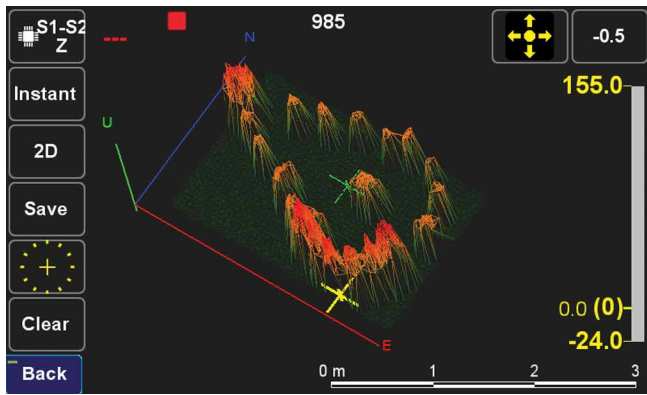 S1-S2
Z
---
985
-0.5
N
Instant
155.0
U
2D
Save
0.0 (0)
Clear
-24.0
E
Back
0 m 1 2 3